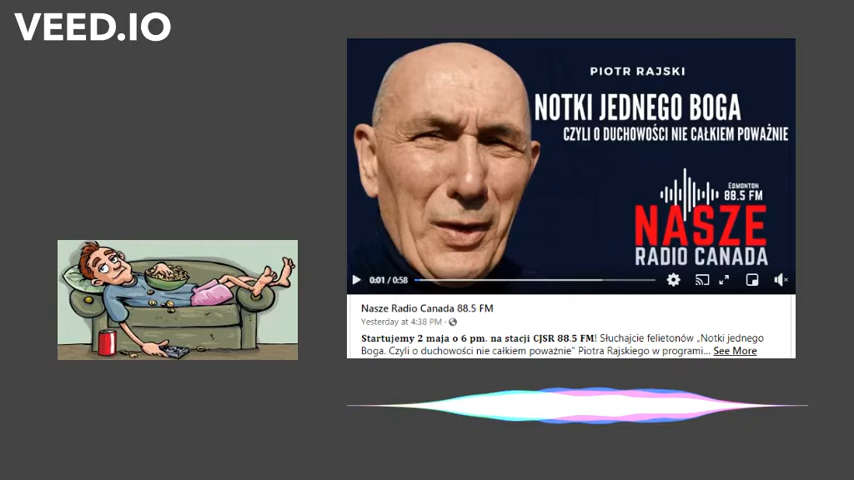 VEED.IO
PIOTR RAJSKI
NOTKI JEDNEGO BOGA
CZYLI O DUCHOWOŚCI NIE CAŁKIEM POWAŻNIE
EDMONTON
88.5 FM
NASZE
RADIO CANADA
0:01 / 0:58
Nasze Radio Canada 88.5 FM
Yesterday at 4:38 PM ·
Startujemy 2 maja o 6 pm. na stacji CJSR 88.5 FM! Słuchajcie felietonów „Notki jednego
Boga. Czyli o duchowości nie całkiem poważnie" Piotra Rajskiego w programi... See More